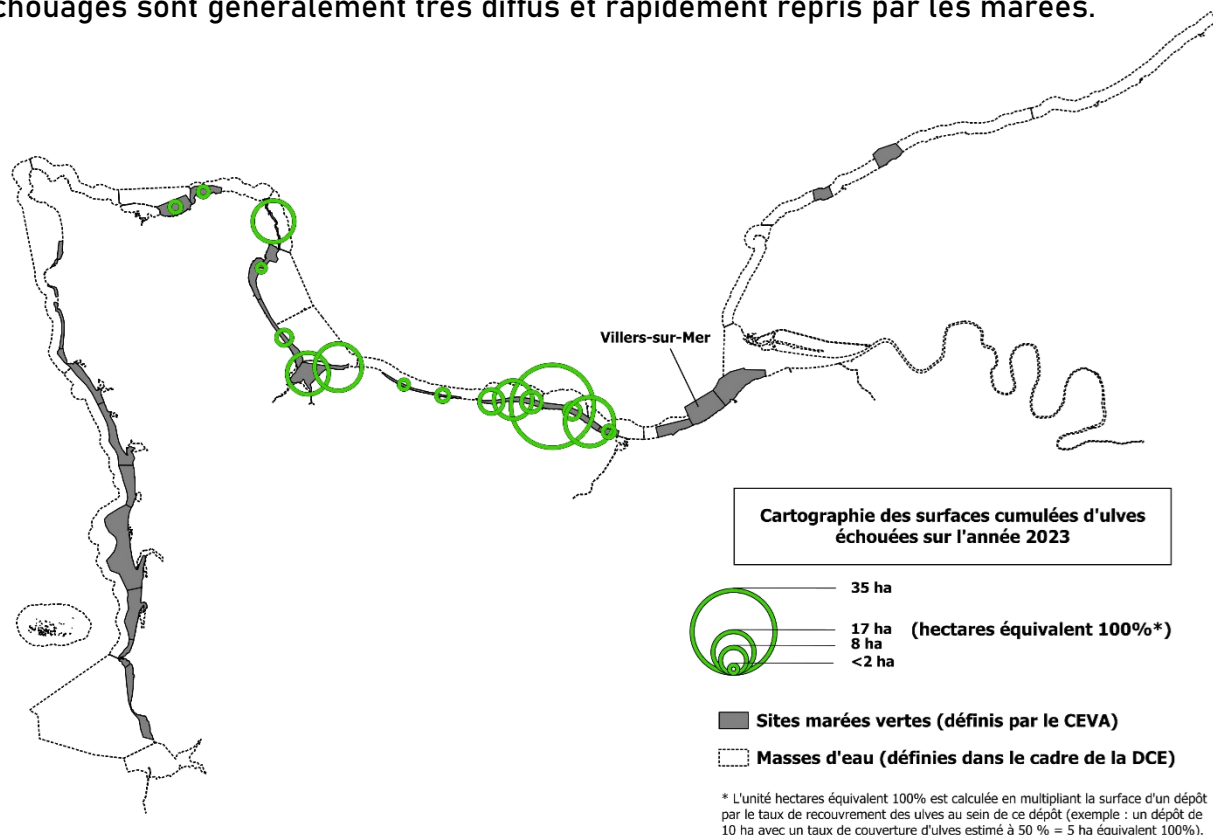 chouages sont généralement très diffus et rapidement repris par les marées.
Villers-sur-Mer
Cartographie des surfaces cumulées d'ulves
échouées sur l'année 2023
35 ha
17 ha (hectares équivalent 100%*)
8 ha
<2 ha
Sites marées vertes (définis par le CEVA)
Masses d'eau (définies dans le cadre de la DCE)
* L'unité hectares équivalent 100% est calculée en multipliant la surface d'un dépôt
par le taux de recouvrement des ulves au sein de ce dépôt (exemple : un dépôt de
10 ha avec un taux de couverture d'ulves estimé à 50 % = 5 ha équivalent 100%).